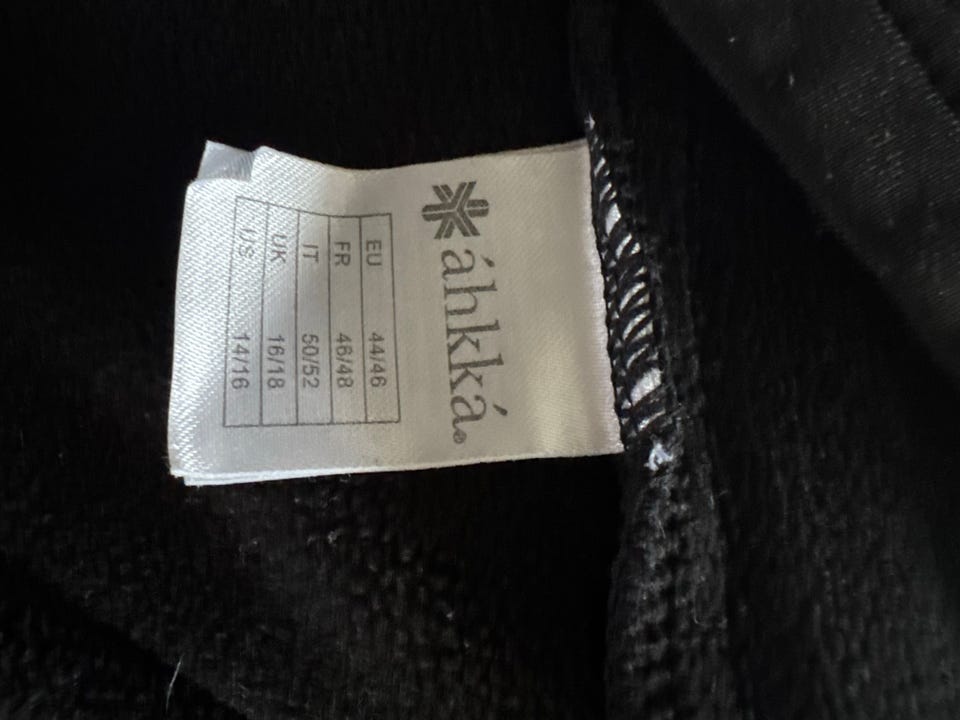 áhkká®
EU 44/46
FR 46/48
IT 50/52
UK 16/18
US 14/16